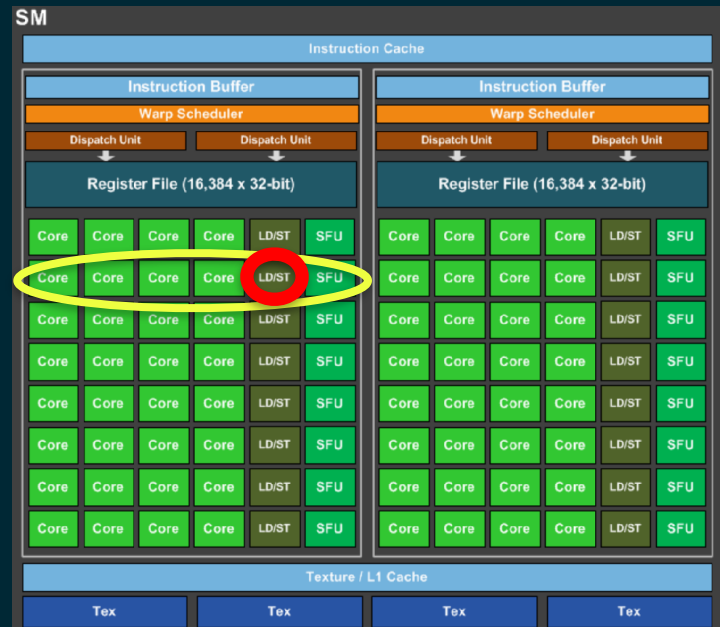 SM
Instruction Cache
Instruction Buffer Instruction Buffer
Warp Scheduler Warp Scheduler
Dispatch Unit Dispatch Unit Dispatch Unit Dispatch Unit
Register File (16,384 x 32-bit) Register File (16,384 x 32-bit)
Core Core Core Core LD/ST SFU Core Core Core Core LD/ST SFU
Core Core Core Core LD/ST SFU Core Core Core Core LD/ST SFU
Core Core Core Core LD/ST SFU Core Core Core Core LD/ST SFU
Core Core Core Core LD/ST SFU Core Core Core Core LD/ST SFU
Core Core Core Core LD/ST SFU Core Core Core Core LD/ST SFU
Core Core Core Core LD/ST SFU Core Core Core Core LD/ST SFU
Core Core Core Core LD/ST SFU Core Core Core Core LD/ST SFU
Core Core Core Core LD/ST SFU Core Core Core Core LD/ST SFU
Texture / L1 Cache
Tex Tex Tex Tex